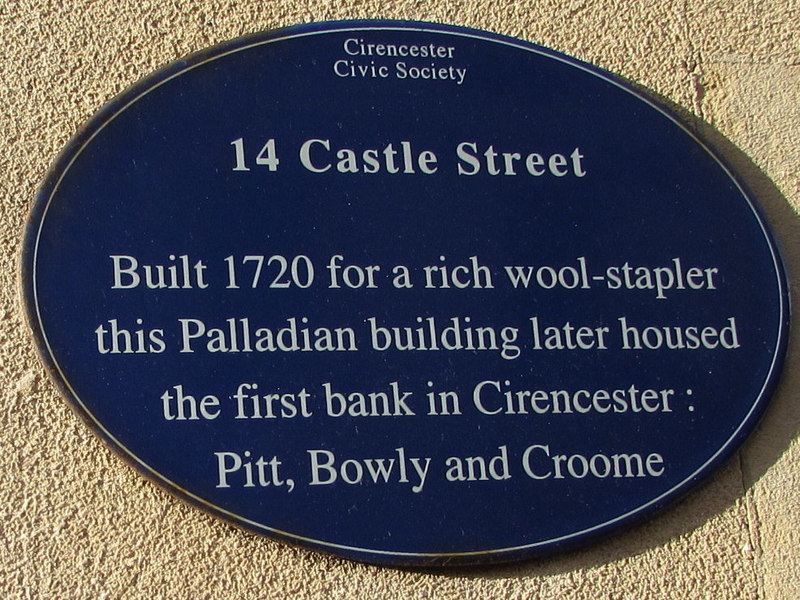 Cirencester
Civic Society
14 Castle Street
Built 1720 for a rich wool-stapler
this Palladian building later housed
the first bank in Cirencester :
Pitt, Bowly and Croome